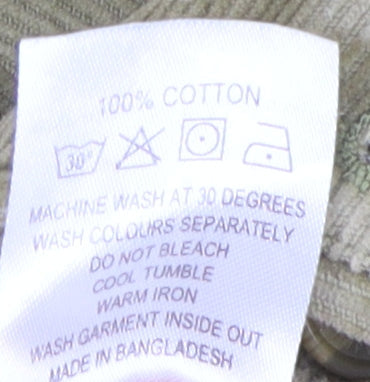 100% COTTON
30°
MACHINE WASH AT 30 DEGREES
WASH COLOURS SEPARATELY
DO NOT BLEACH
COOL TUMBLE
WARM IRON
WASH GARMENT INSIDE OUT
MADE IN BANGLADESH